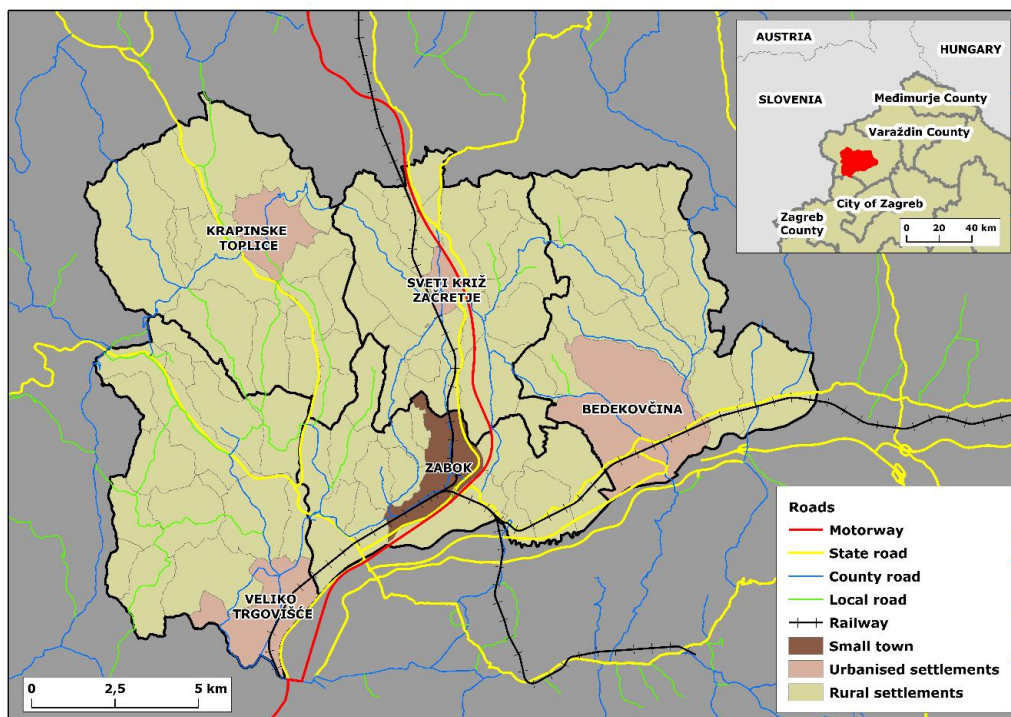 AUSTRIA
HUNGARY
SLOVENIA
Međimurje County
Varaždin County
City of Zagreb
Zagreb
County
0 20 40 km
KRAPINSKE
TOPLICE
SVETI KRIŽ
ZAČRETJE
BEDEKOVČINA
ZABOK
VELIKO
TRGOVIŠĆE
Roads
Motorway
State road
County road
Local road
Railway
Small town
Urbanised settlements
Rural settlements
0 2,5 5 km